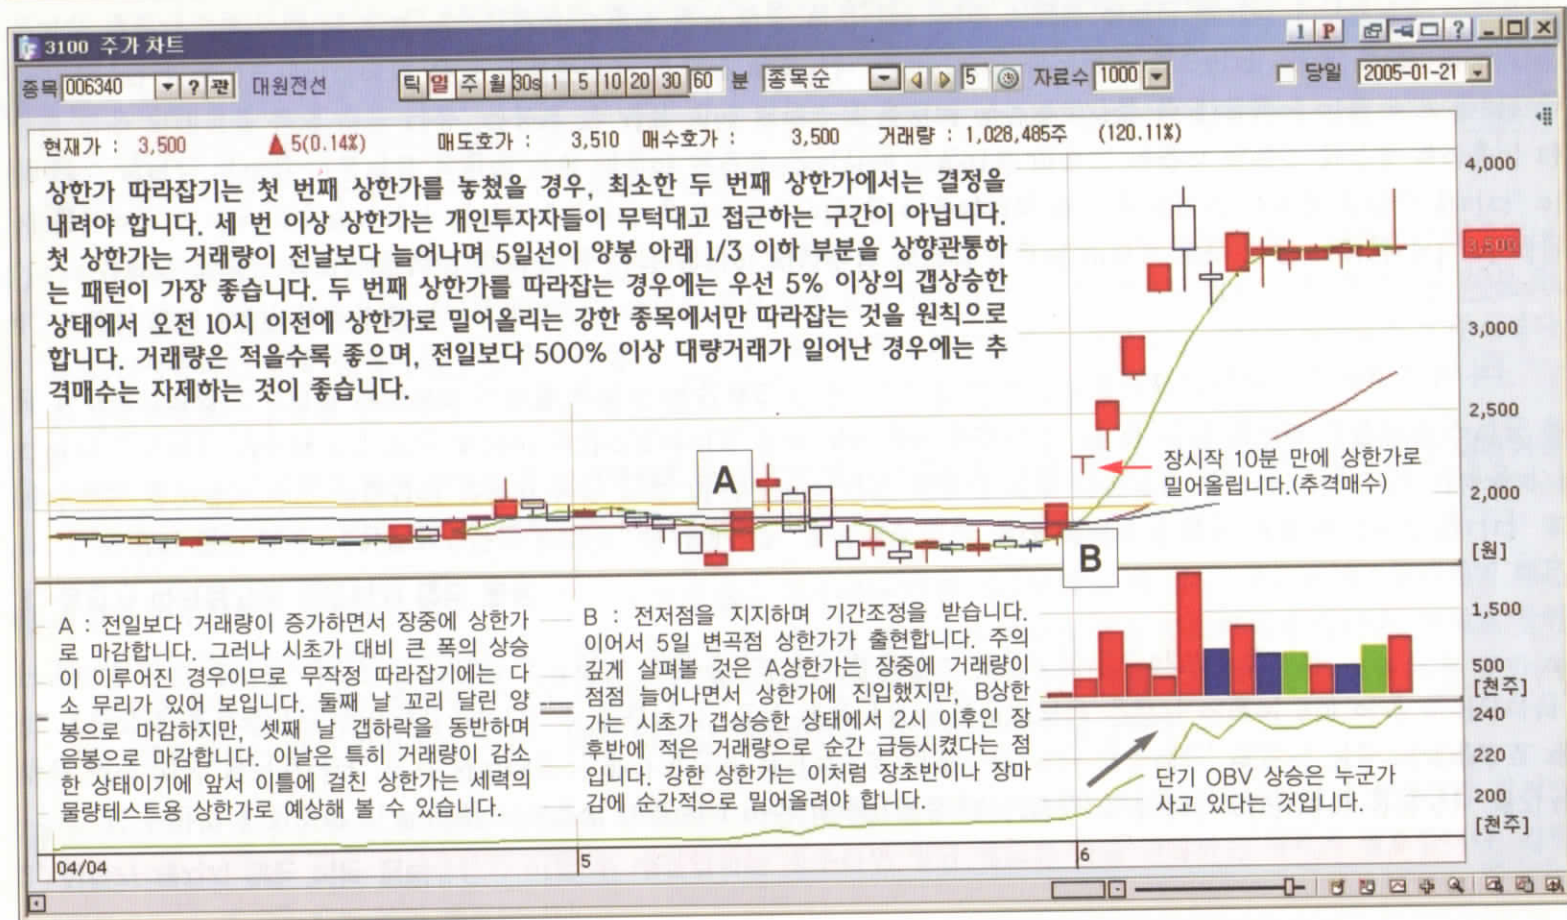 3100 주가 차트
1 P
종목 006340 ? 관 대원전선 틱 일 주 월 30s 1 5 10 20 30 60 분 종목순 5 자료수 1000 당일 2005-01-21
현재가 : 3,500 ▲ 5(0.14%) 매도호가 : 3,510 매수호가 : 3,500 거래량 : 1,028,485주 (120.11%)
상한가 따라잡기는 첫 번째 상한가를 놓쳤을 경우, 최소한 두 번째 상한가에서는 결정을
내려야 합니다. 세 번 이상 상한가는 개인투자자들이 무턱대고 접근하는 구간이 아닙니다.
첫 상한가는 거래량이 전날보다 늘어나며 5일선이 양봉 아래 1/3 이하 부분을 상향관통하
는 패턴이 가장 좋습니다. 두 번째 상한가를 따라잡는 경우에는 우선 5% 이상의 갭상승한
상태에서 오전 10시 이전에 상한가로 밀어올리는 강한 종목에서만 따라잡는 것을 원칙으로
합니다. 거래량은 적을수록 좋으며, 전일보다 500% 이상 대량거래가 일어난 경우에는 추
격매수는 자제하는 것이 좋습니다.
4,000
3,500
3,000
2,500
2,000
[원]
A
장시작 10분 만에 상한가로
밀어올립니다.(추격매수)
B
A : 전일보다 거래량이 증가하면서 장중에 상한가
로 마감합니다. 그러나 시초가 대비 큰 폭의 상승
이 이루어진 경우이므로 무작정 따라잡기에는 다
소 무리가 있어 보입니다. 둘째 날 꼬리 달린 양
봉으로 마감하지만, 셋째 날 갭하락을 동반하며
음봉으로 마감합니다. 이날은 특히 거래량이 감소
한 상태이기에 앞서 이틀에 걸친 상한가는 세력의
물량테스트용 상한가로 예상해 볼 수 있습니다.
B : 전저점을 지지하며 기간조정을 받습니다.
이어서 5일 변곡점 상한가가 출현합니다. 주의
깊게 살펴볼 것은 A상한가는 장중에 거래량이
점점 늘어나면서 상한가에 진입했지만, B상한
가는 시초가 갭상승한 상태에서 2시 이후인 장
후반에 적은 거래량으로 순간 급등시켰다는 점
입니다. 강한 상한가는 이처럼 장초반이나 장마
감에 순간적으로 밀어올려야 합니다.
1,500
500
[천주]
240
220
200
[천주]
단기 OBV 상승은 누군가
사고 있다는 것입니다.
04/04 5 6